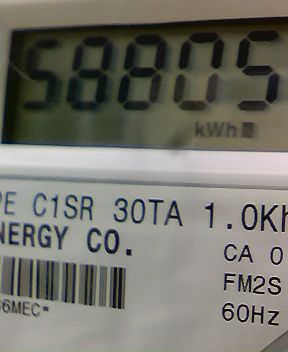 58805
kWh
PE C1SR 30TA 1.0Kh
NERGY CO.
CA 0
FM2S
60Hz
6MEC*